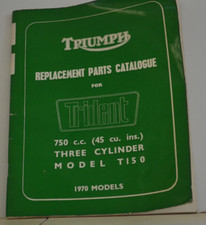 TRIUMPH
REPLACEMENT PARTS CATALOGUE
FOR
Trident
750 c.c. (45 cu. ins.)
THREE CYLINDER
MODEL T150
1970 MODELS